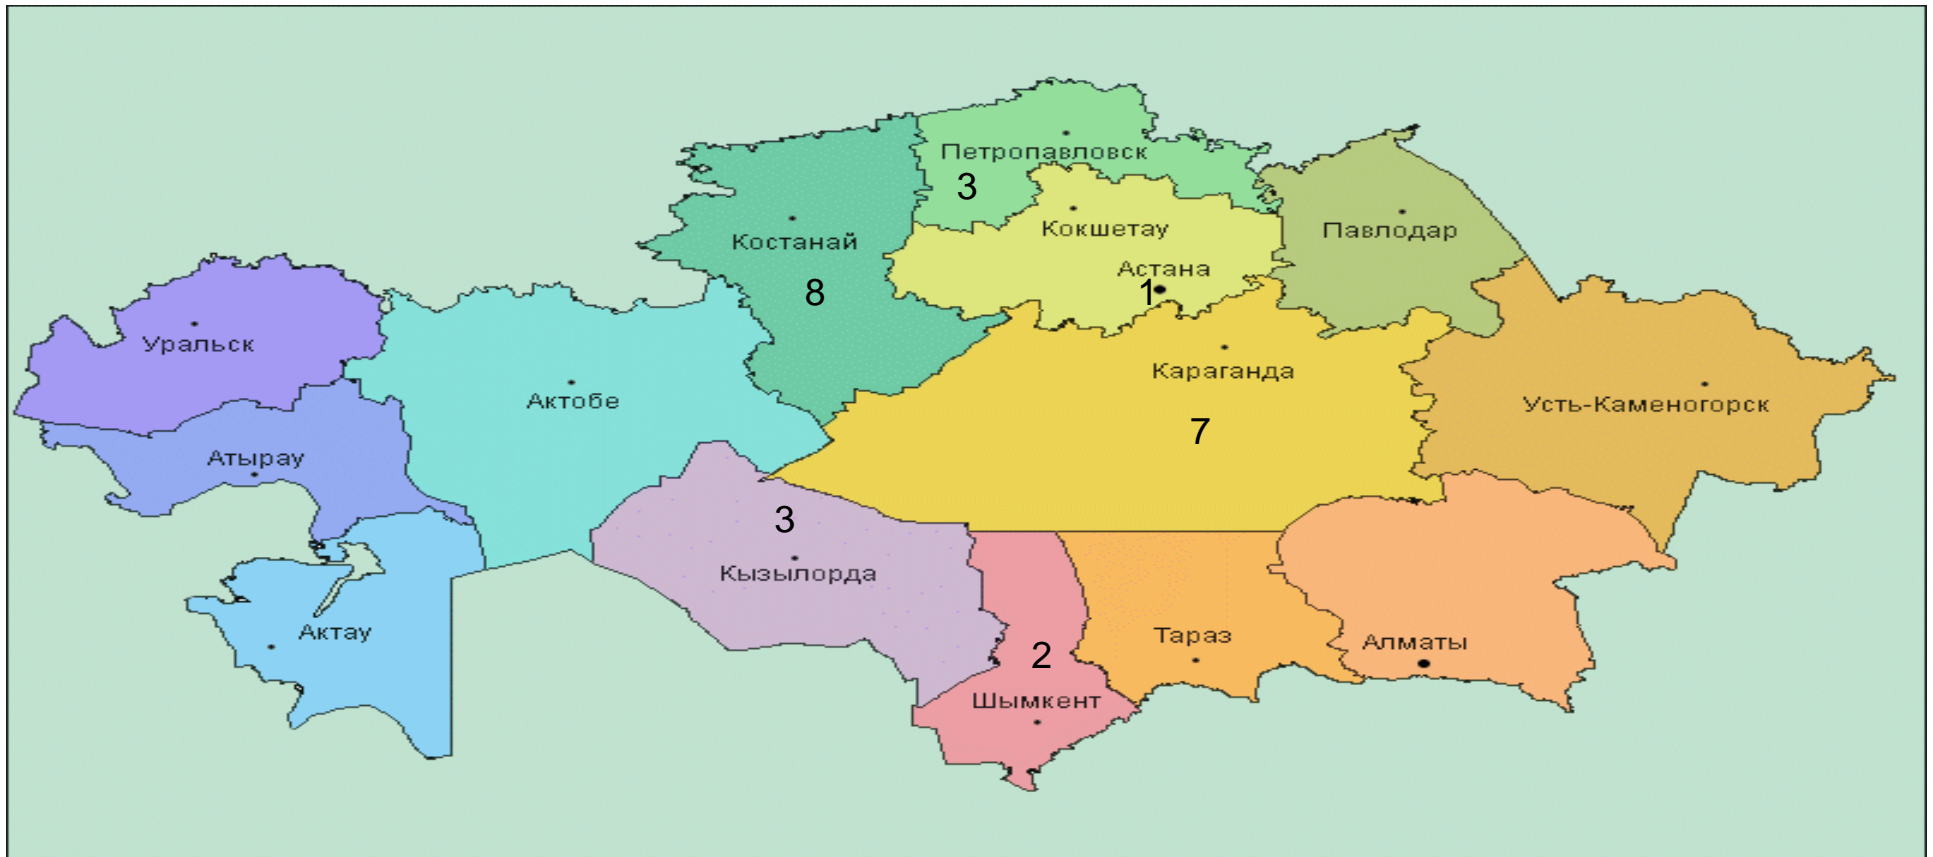 Петропавловск
3
Кокшетау
Павлодар
Костанай
Астана
8
1
Уральск
Караганда
Актобе
Усть-Каменогорск
7
Атырау
3
Кызылорда
Актау
Тараз
Алматы
2
Шымкент